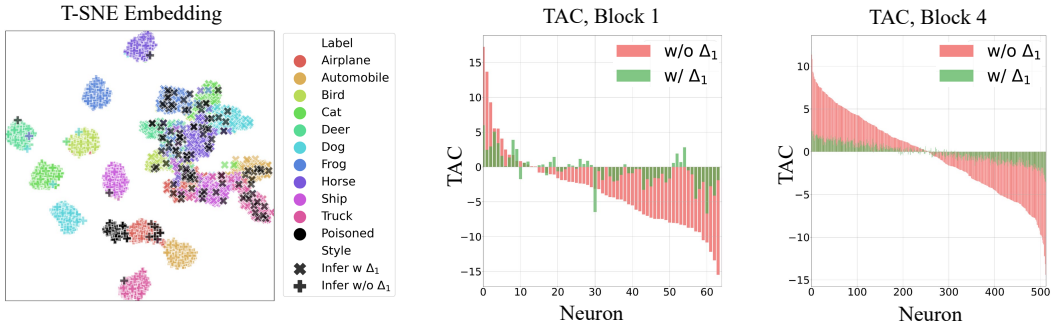 T-SNE Embedding
Label
Airplane
Automobile
Bird
Cat
Deer
Dog
Frog
Horse
Ship
Truck
Poisoned
Style
Infer w Δ₁
Infer w/o Δ₁
TAC, Block 1
w/o Δ₁
w/ Δ₁
15
10
5
0
−5
−10
−15
TAC
0 10 20 30 40 50 60
Neuron
TAC, Block 4
w/o Δ₁
w/ Δ₁
10
5
0
−5
−10
−15
TAC
0 100 200 300 400 500
Neuron